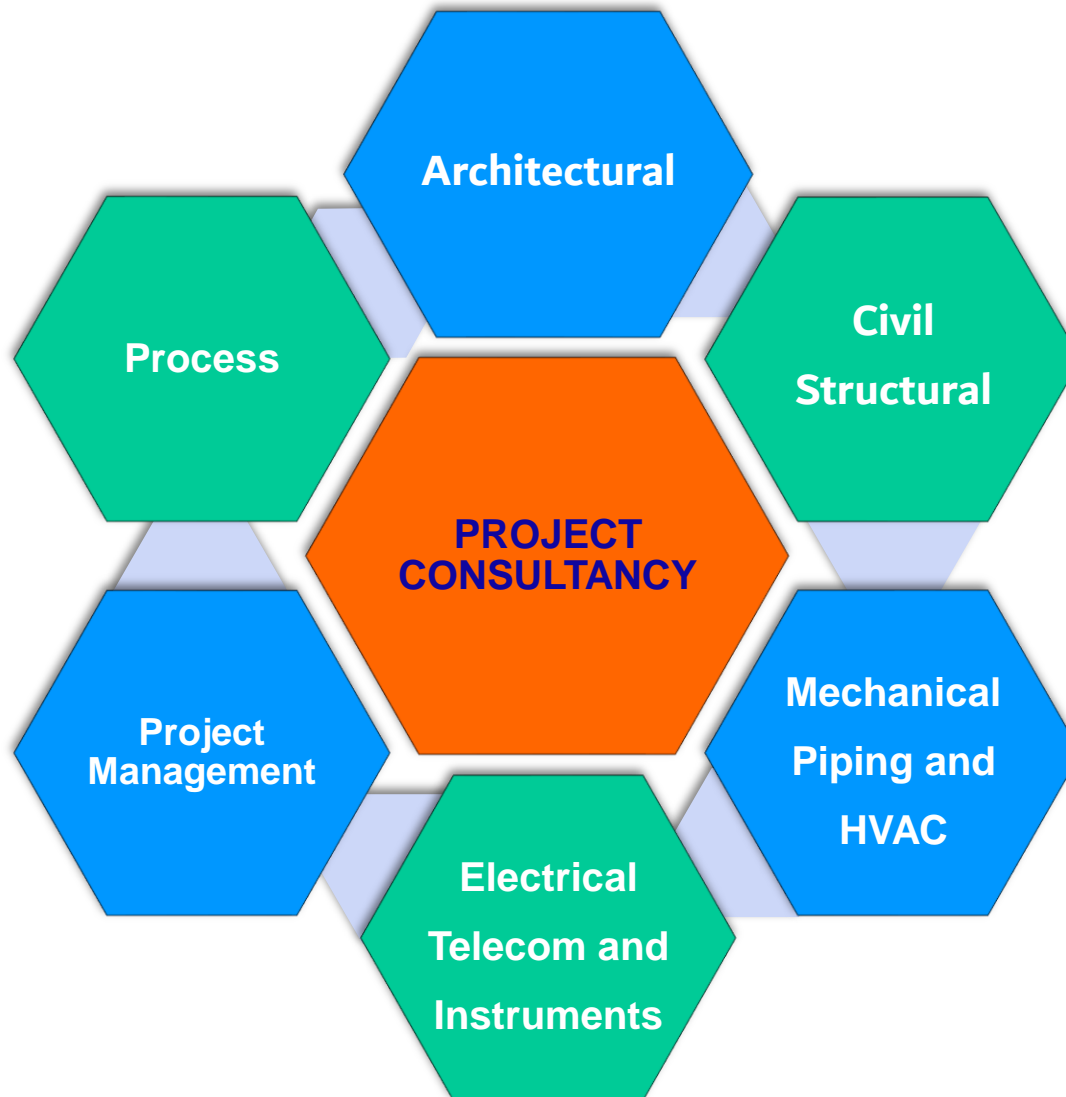 Architectural
Civil
Structural
Process
PROJECT
CONSULTANCY
Mechanical
Piping and
HVAC
Project
Management
Electrical
Telecom and
Instruments